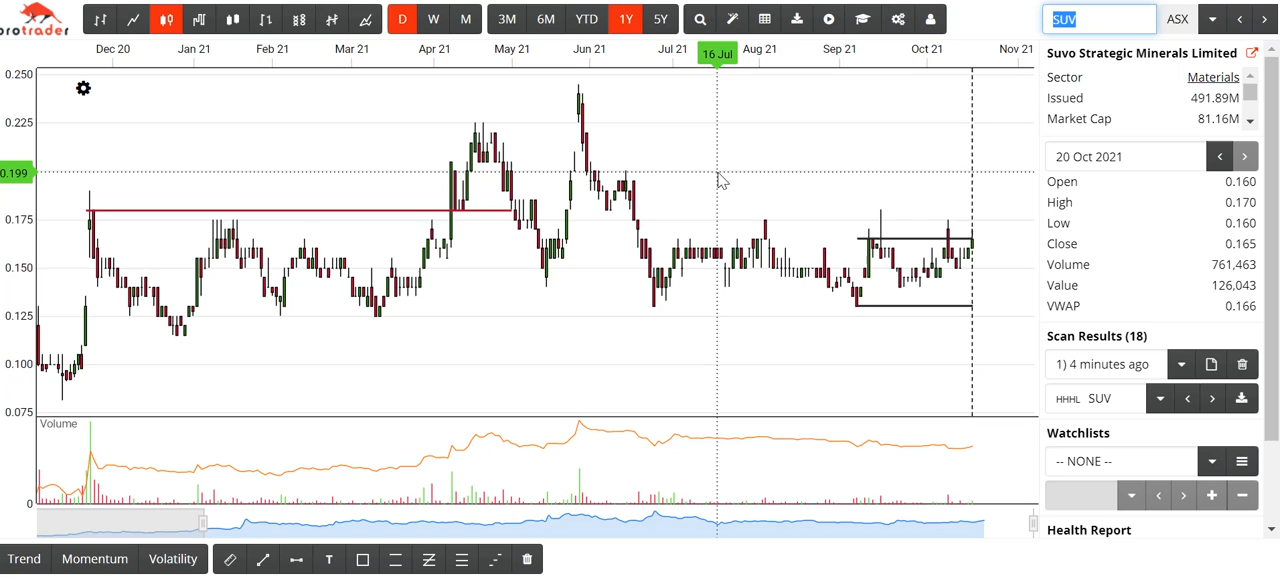 protrader
D W M
3M 6M YTD 1Y 5Y
SUV ASX
Dec 20 Jan 21 Feb 21 Mar 21 Apr 21 May 21 Jun 21 Jul 21 16 Jul Aug 21 Sep 21 Oct 21 Nov 21
0.250
0.225
0.199
0.175
0.150
0.125
0.100
0.075
Volume
0
Trend Momentum Volatility
T
Suvo Strategic Minerals Limited
Sector Materials
Issued 491.89M
Market Cap 81.16M
20 Oct 2021
Open 0.160
High 0.170
Low 0.160
Close 0.165
Volume 761,463
Value 126,043
VWAP 0.166
Scan Results (18)
1) 4 minutes ago
HHHL SUV
Watchlists
-- NONE --
Health Report